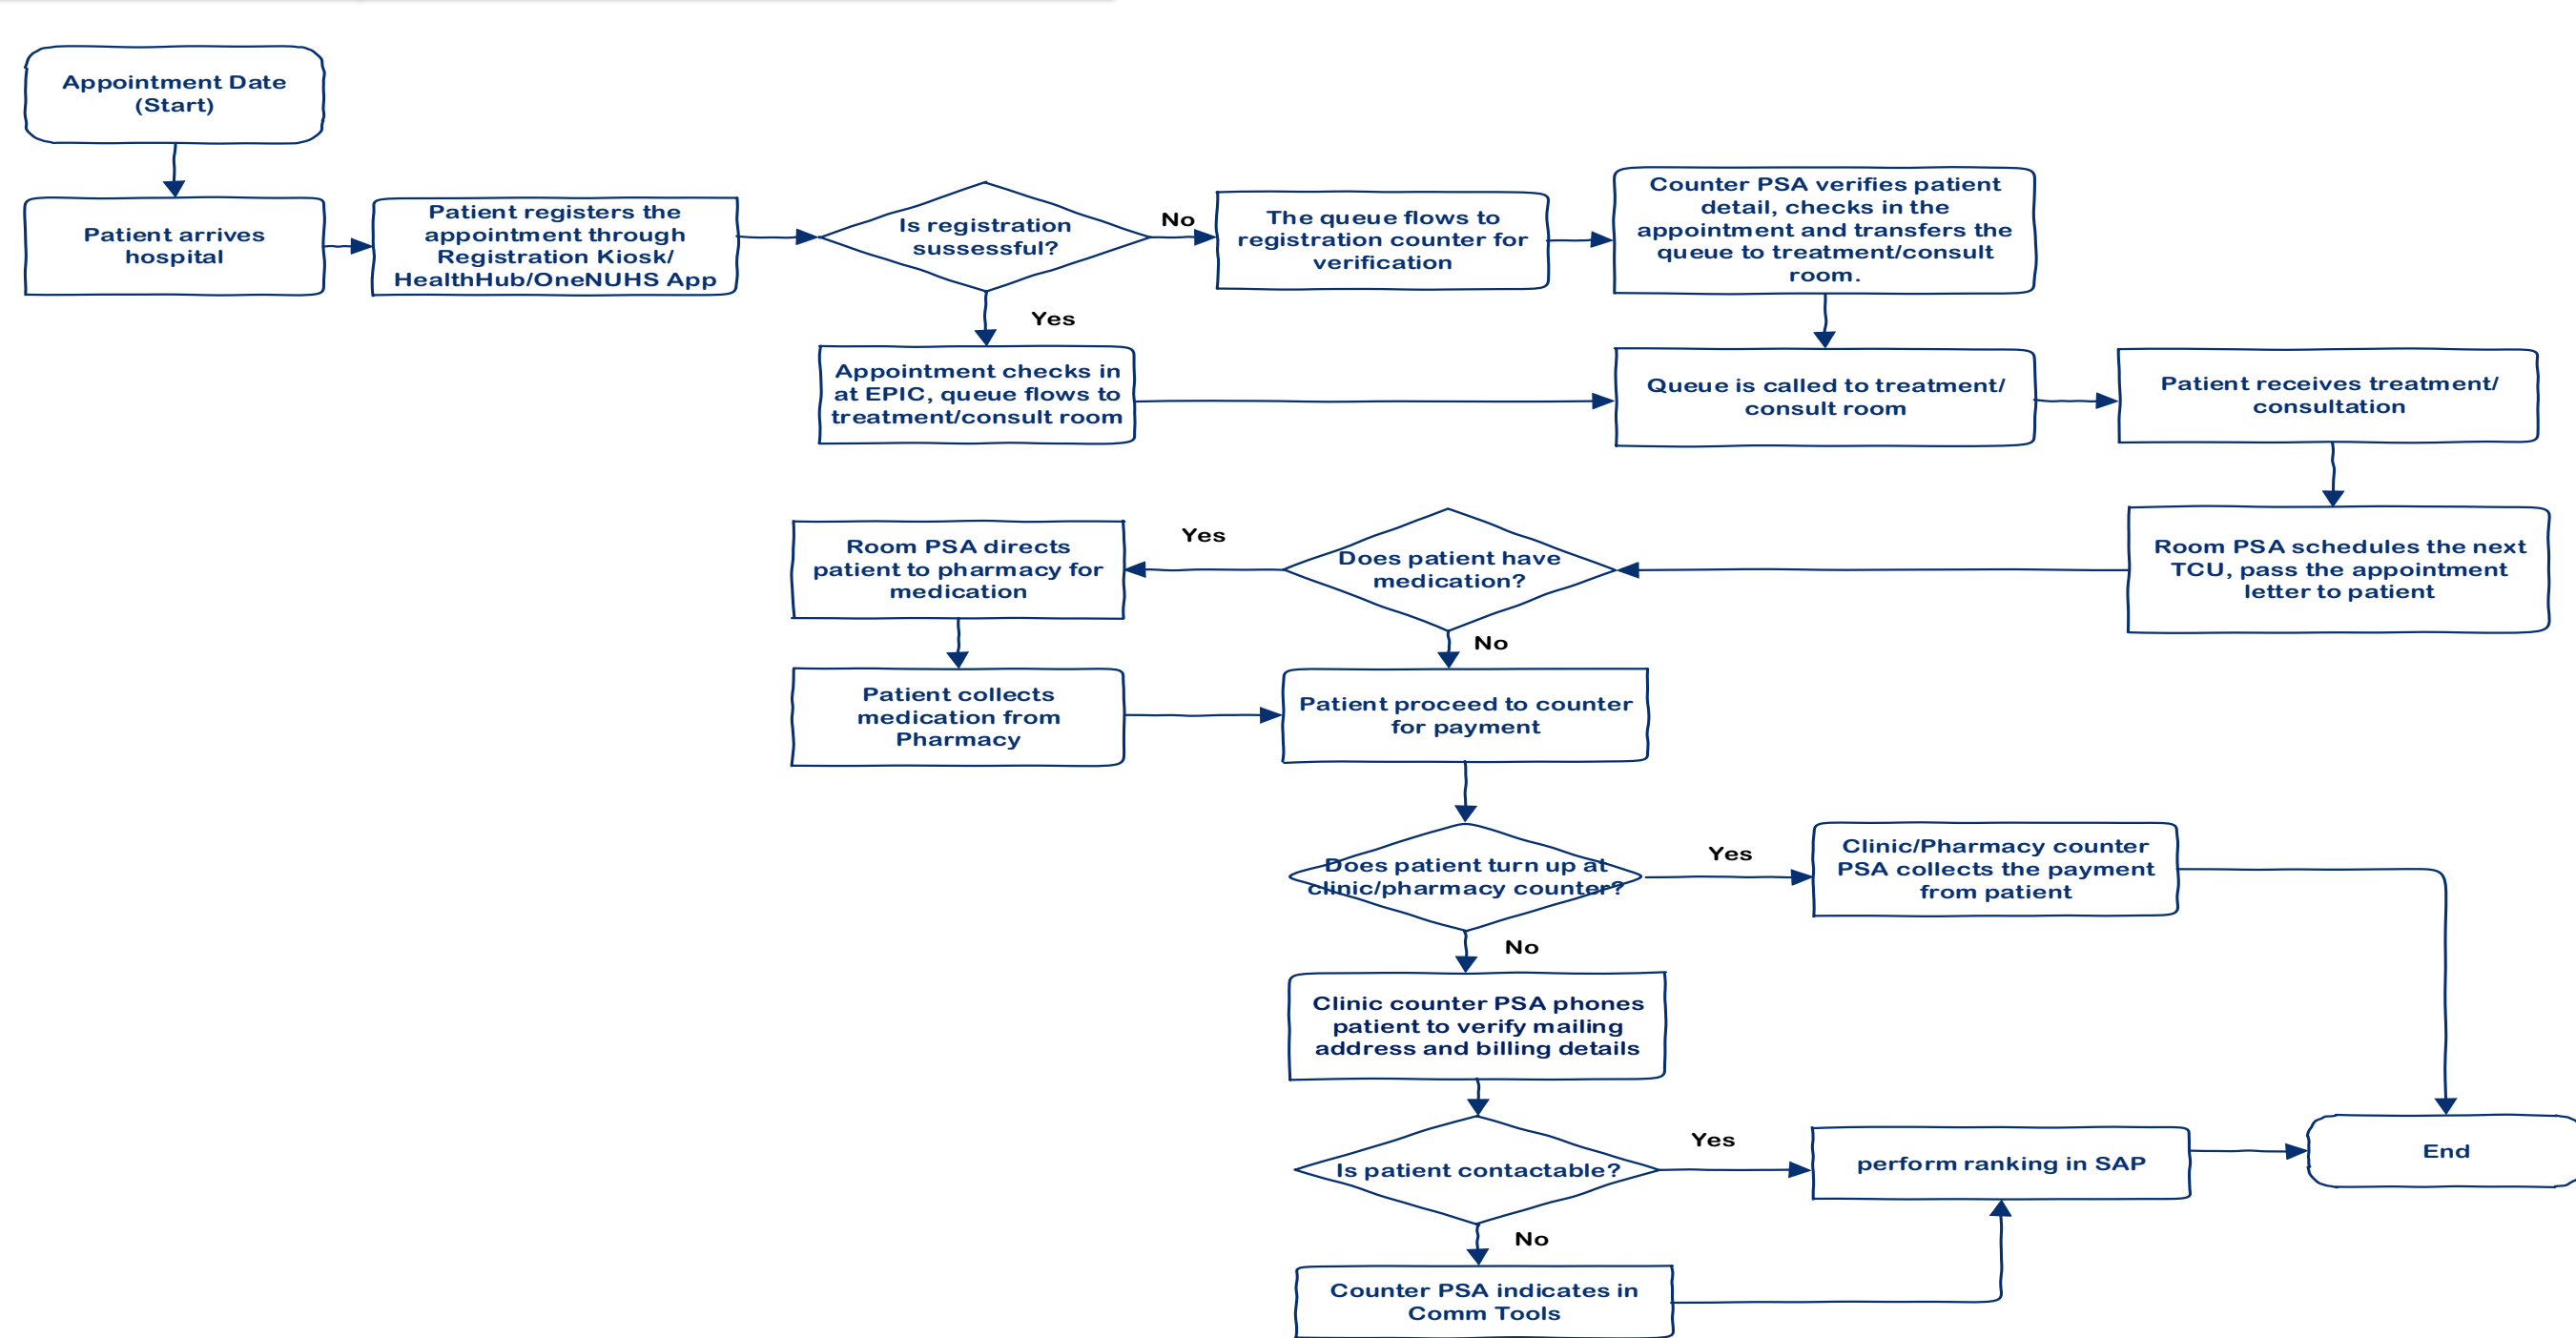 Appointment Date
(Start)
Patient arrives
hospital
Patient registers the
appointment through
Registration Kiosk/
HealthHub/OneNUHS App
Is registration
sussessful?
No
The queue flows to
registration counter for
verification
Counter PSA verifies patient
detail, checks in the
appointment and transfers the
queue to treatment/consult
room.
Yes
Appointment checks in
at EPIC, queue flows to
treatment/consult room
Queue is called to treatment/
consult room
Patient receives treatment/
consultation
Room PSA schedules the next
TCU, pass the appointment
letter to patient
Does patient have
medication?
Yes
Room PSA directs
patient to pharmacy for
medication
No
Patient collects
medication from
Pharmacy
Patient proceed to counter
for payment
Does patient turn up at
clinic/pharmacy counter?
Yes
Clinic/Pharmacy counter
PSA collects the payment
from patient
No
Clinic counter PSA phones
patient to verify mailing
address and billing details
Is patient contactable?
Yes
perform ranking in SAP
End
No
Counter PSA indicates in
Comm Tools